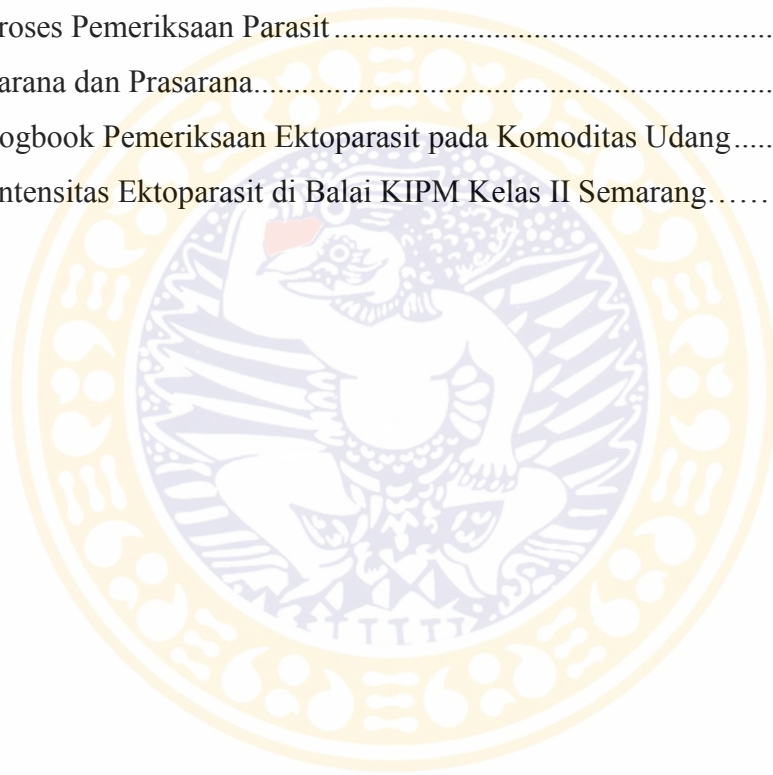 roses Pemeriksaan Parasit......................................................
arana dan Prasarana................................................................
ogbook Pemeriksaan Ektoparasit pada Komoditas Udang.....
ntensitas Ektoparasit di Balai KIPM Kelas II Semarang……